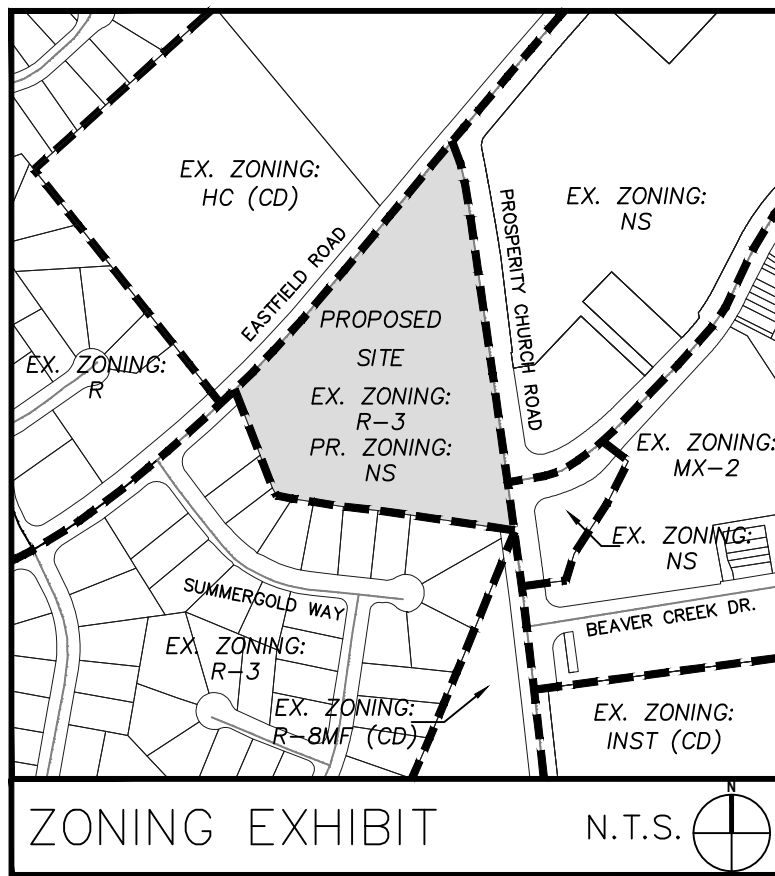 EX. ZONING:
HC (CD)
EX. ZONING:
NS
EASTFIELD ROAD
PROSPERITY CHURCH ROAD
PROPOSED
SITE
EX. ZONING:
R-3
PR. ZONING:
NS
EX. ZONING:
R
EX. ZONING:
MX-2
EX. ZONING:
NS
SUMMERGOLD WAY
BEAVER CREEK DR.
EX. ZONING:
R-3
EX. ZONING:
R-8MF (CD)
EX. ZONING:
INST (CD)
ZONING EXHIBIT
N.T.S.
N